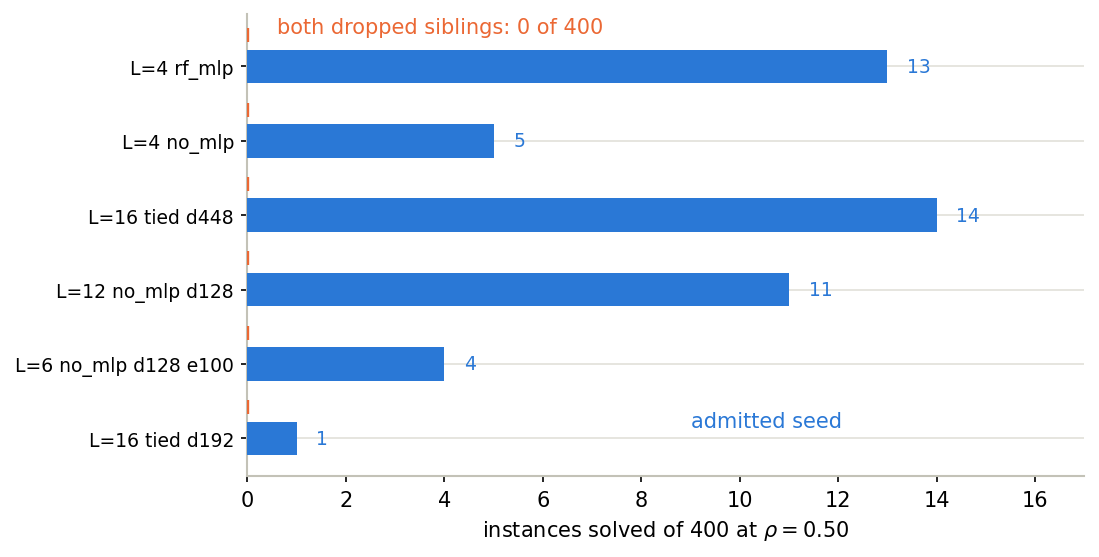 both dropped siblings: 0 of 400
L=4 rf_mlp
13
L=4 no_mlp
5
L=16 tied d448
14
L=12 no_mlp d128
11
L=6 no_mlp d128 e100
4
admitted seed
L=16 tied d192
1
0 2 4 6 8 10 12 14 16
instances solved of 400 at ρ = 0.50